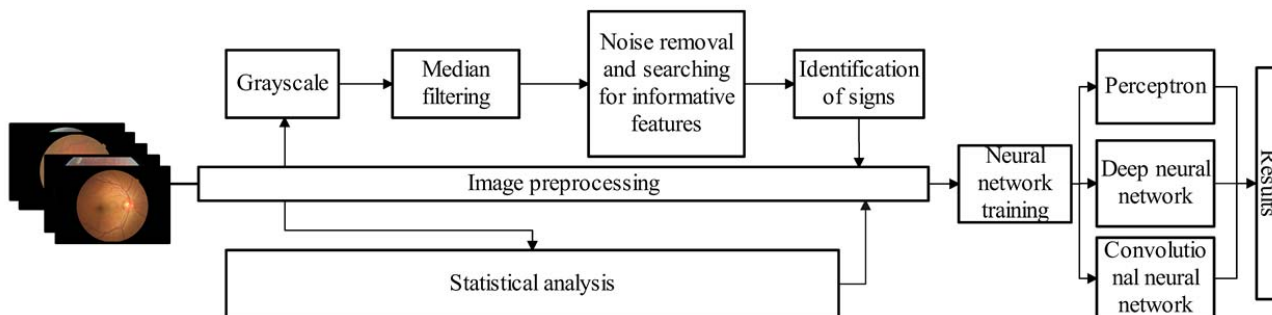 Grayscale
Median
filtering
Noise removal
and searching
for informative
features
Identification
of signs
Image preprocessing
Statistical analysis
Neural
network
training
Perceptron
Deep neural
network
Convolutio
nal neural
network
Results